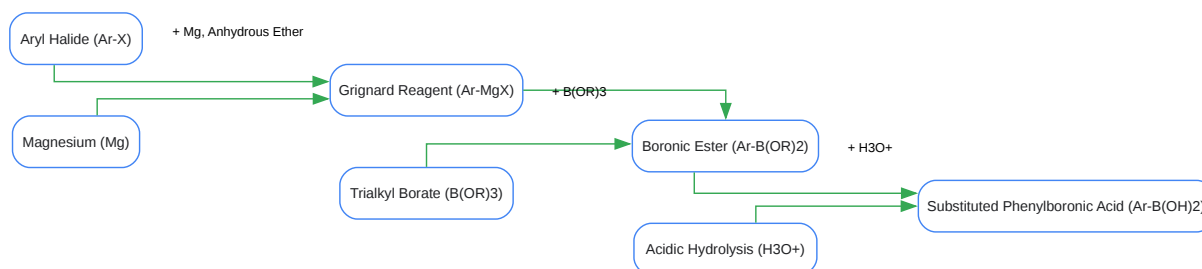 Aryl Halide (Ar-X)
+ Mg, Anhydrous Ether
Grignard Reagent (Ar-MgX)
+ B(OR)3
Magnesium (Mg)
Boronic Ester (Ar-B(OR)2)
+ H3O+
Trialkyl Borate (B(OR)3)
Substituted Phenylboronic Acid (Ar-B(OH)2)
Acidic Hydrolysis (H3O+)